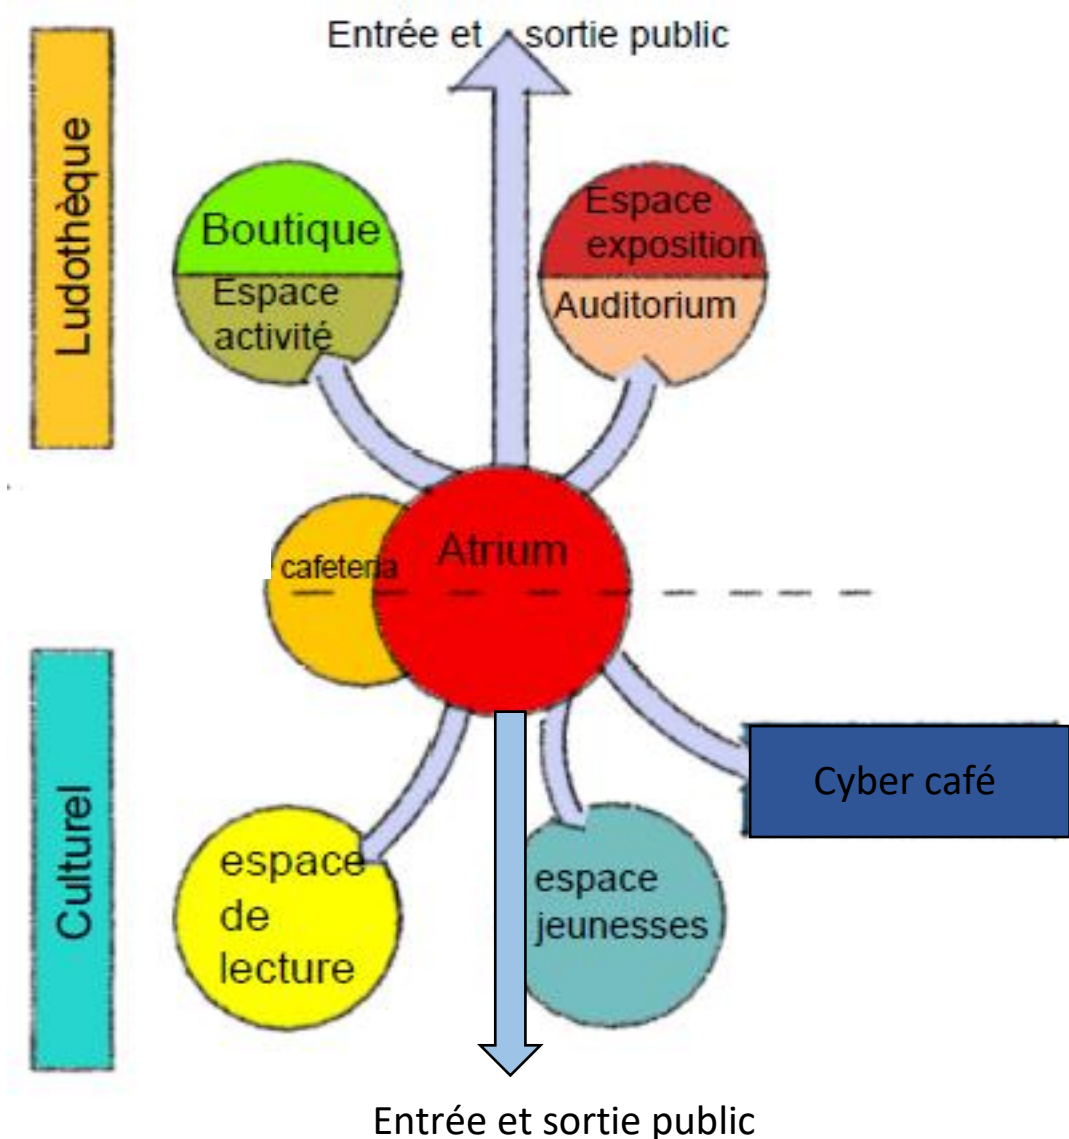 Entrée et sortie public
Ludothèque
Boutique
Espace
activité
Espace
exposition
Auditorium
cafeteria
Atrium
Cyber café
Culturel
espace
de
lecture
espace
jeunesses
Entrée et sortie public